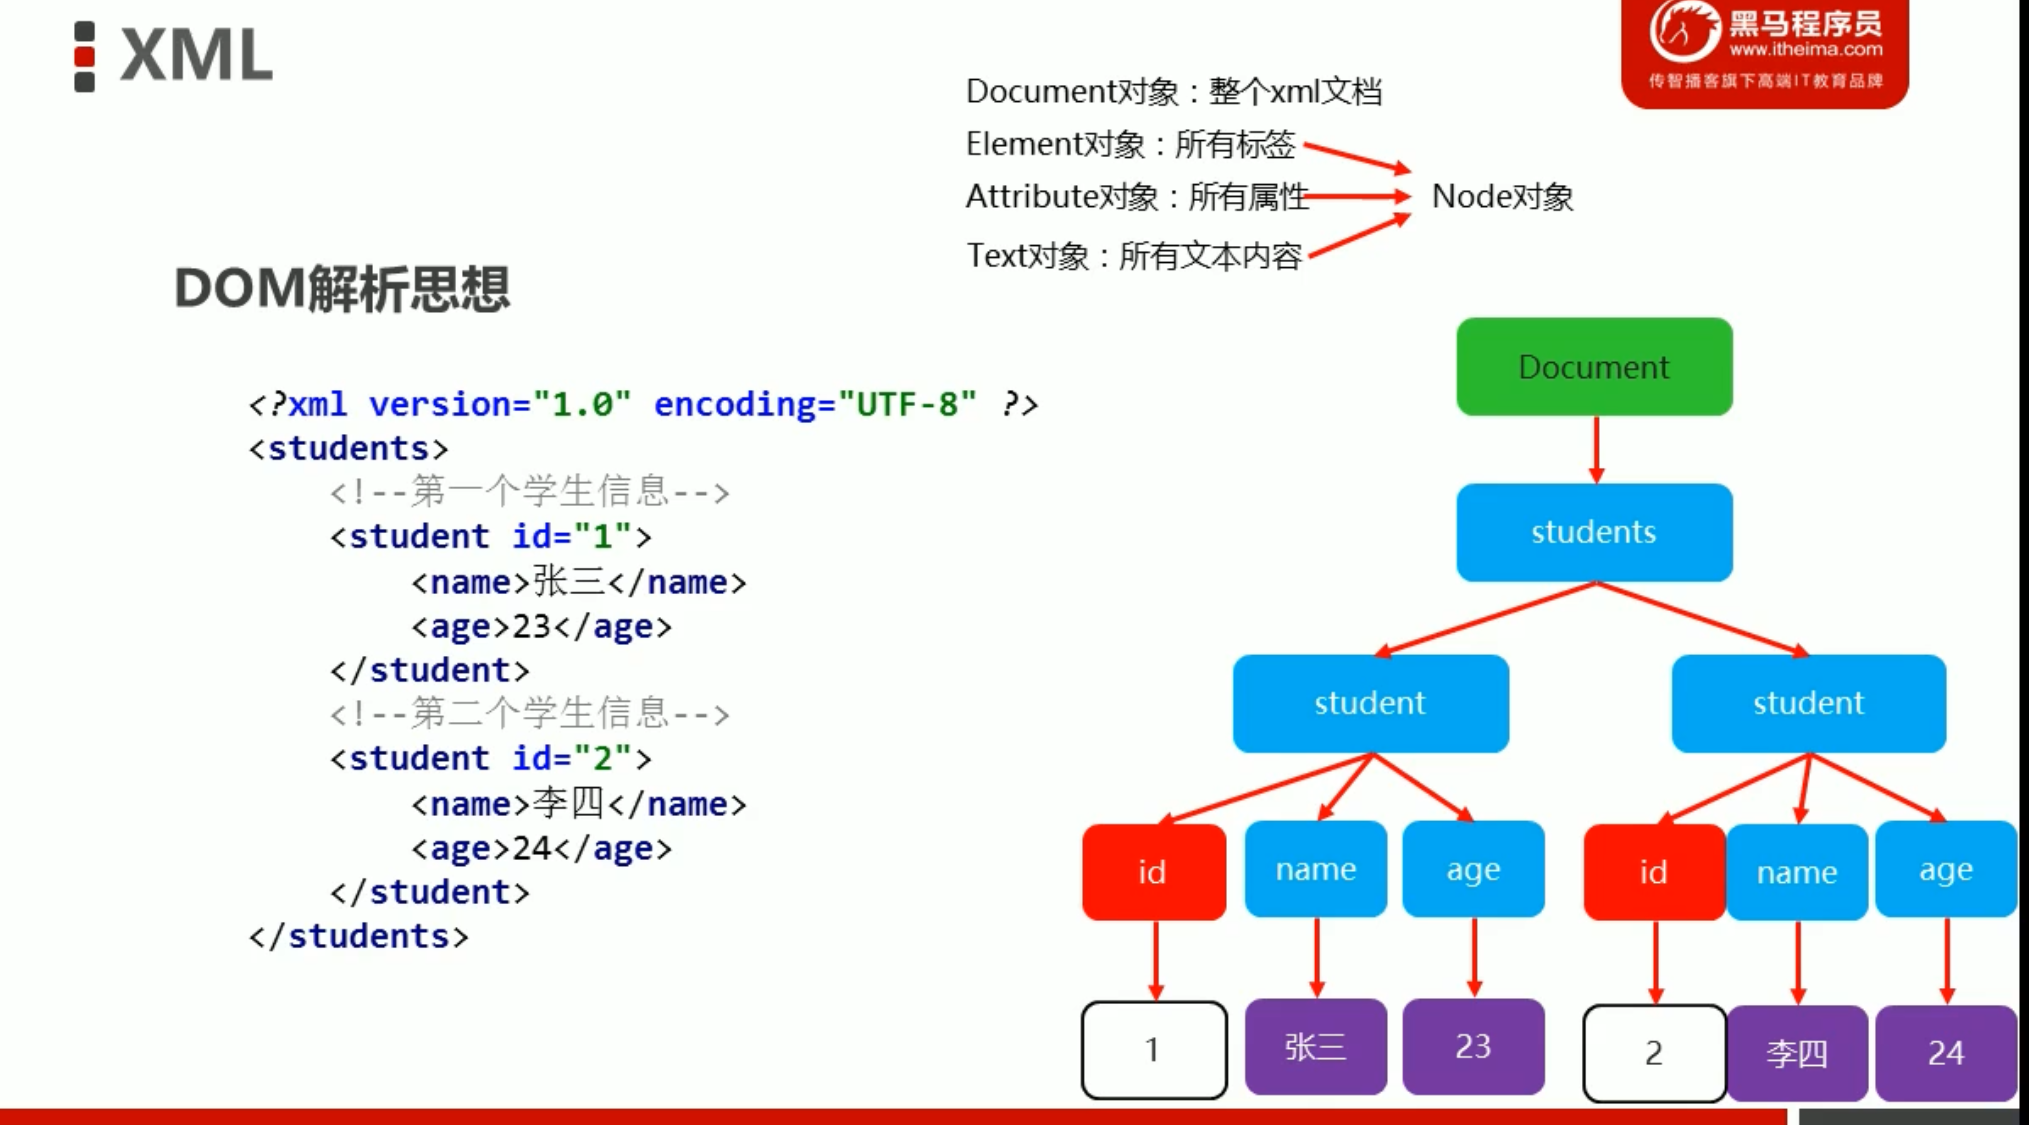 XML
黑马程序员
www.itheima.com
传智播客旗下高端IT教育品牌
Document对象：整个xml文档
Element对象：所有标签
Attribute对象：所有属性
Node对象
Text对象：所有文本内容
DOM解析思想
<?xml version="1.0" encoding="UTF-8" ?>
<students>
<!--第一个学生信息-->
<student id="1">
<name>张三</name>
<age>23</age>
</student>
<!--第二个学生信息-->
<student id="2">
<name>李四</name>
<age>24</age>
</student>
</students>
Document
students
student
student
id
name
age
id
name
age
1
张三
23
2
李四
24